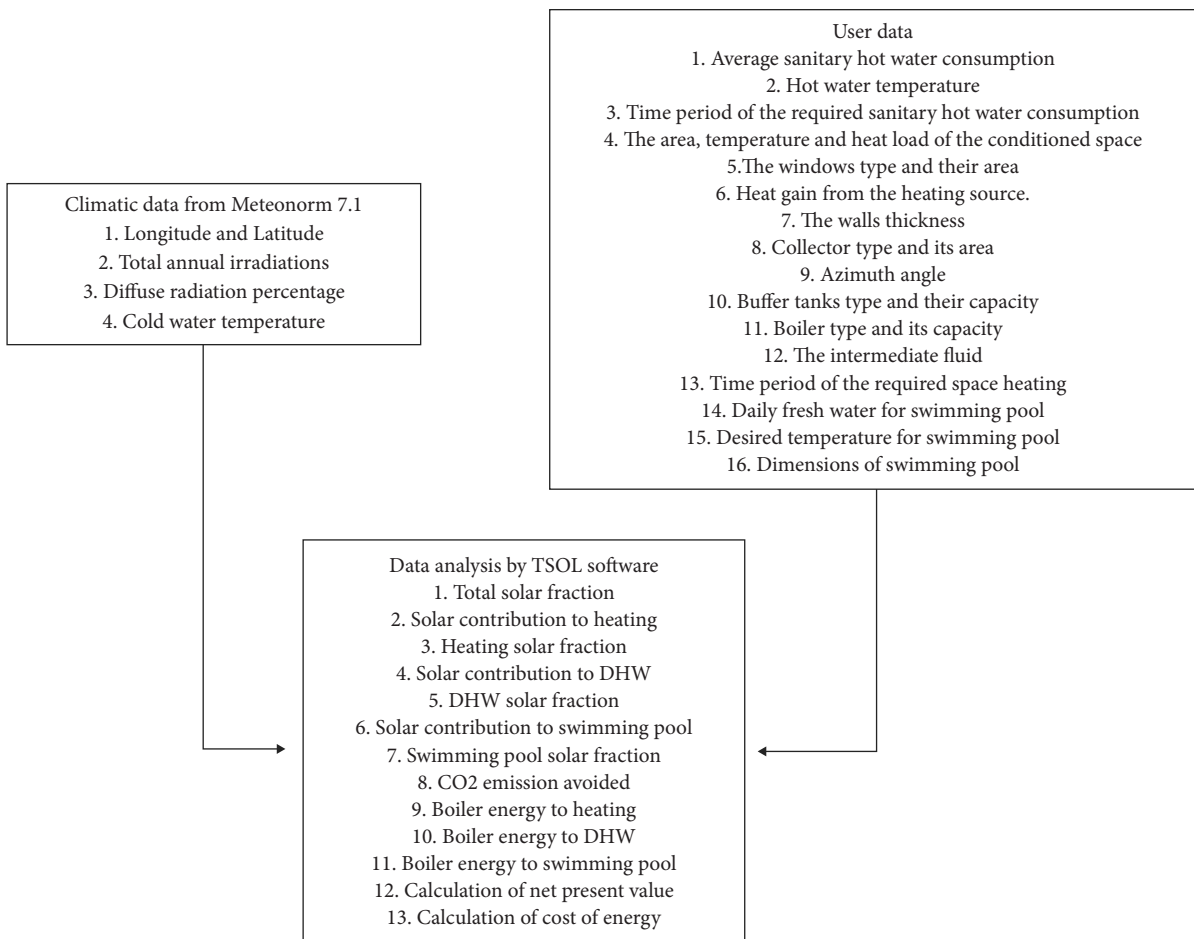 Climatic data from Meteonorm 7.1
1. Longitude and Latitude
2. Total annual irradiations
3. Diffuse radiation percentage
4. Cold water temperature
User data
1. Average sanitary hot water consumption
2. Hot water temperature
3. Time period of the required sanitary hot water consumption
4. The area, temperature and heat load of the conditioned space
5.The windows type and their area
6. Heat gain from the heating source.
7. The walls thickness
8. Collector type and its area
9. Azimuth angle
10. Buffer tanks type and their capacity
11. Boiler type and its capacity
12. The intermediate fluid
13. Time period of the required space heating
14. Daily fresh water for swimming pool
15. Desired temperature for swimming pool
16. Dimensions of swimming pool
Data analysis by TSOL software
1. Total solar fraction
2. Solar contribution to heating
3. Heating solar fraction
4. Solar contribution to DHW
5. DHW solar fraction
6. Solar contribution to swimming pool
7. Swimming pool solar fraction
8. CO2 emission avoided
9. Boiler energy to heating
10. Boiler energy to DHW
11. Boiler energy to swimming pool
12. Calculation of net present value
13. Calculation of cost of energy